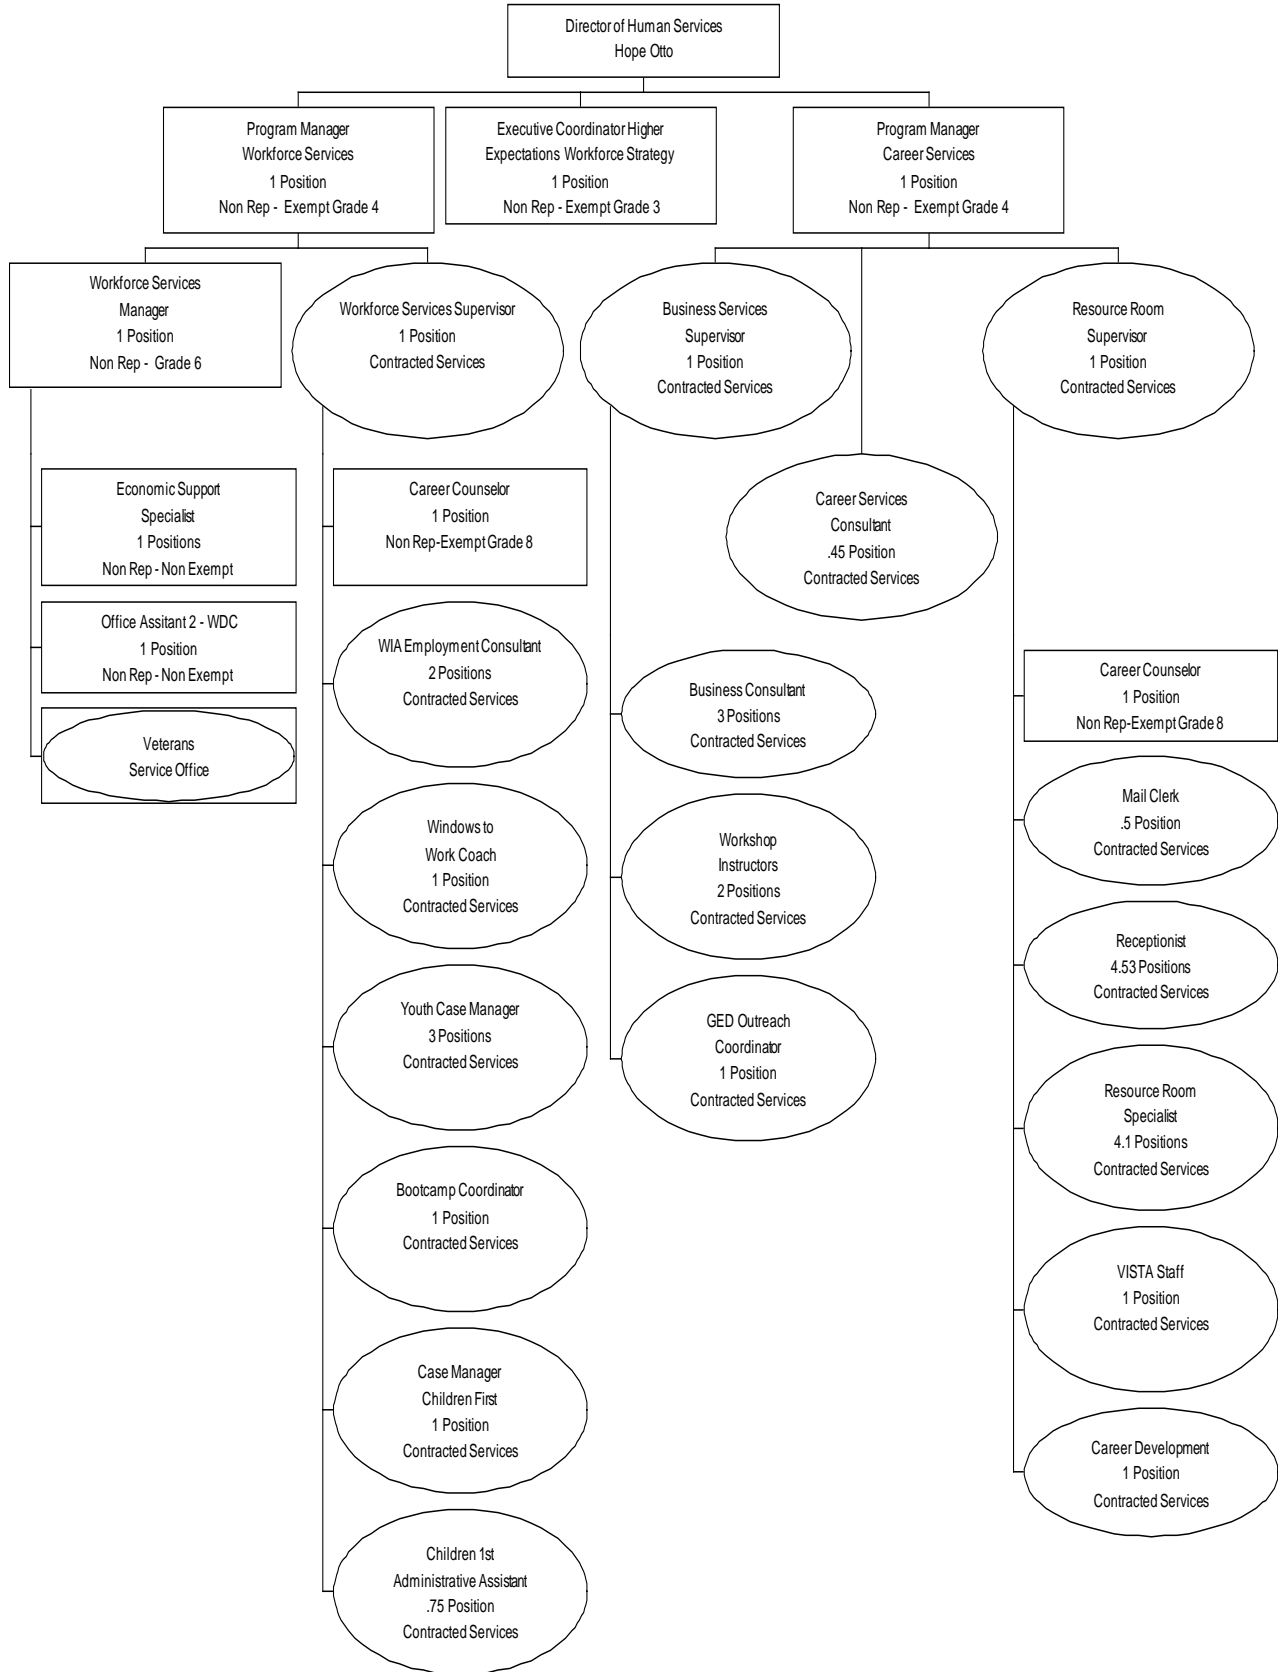 Director of Human Services
Hope Otto
Program Manager
Workforce Services
1 Position
Non Rep - Exempt Grade 4
Executive Coordinator Higher
Expectations Workforce Strategy
1 Position
Non Rep - Exempt Grade 3
Program Manager
Career Services
1 Position
Non Rep - Exempt Grade 4
Workforce Services
Manager
1 Position
Non Rep - Grade 6
Workforce Services Supervisor
1 Position
Contracted Services
Business Services
Supervisor
1 Position
Contracted Services
Resource Room
Supervisor
1 Position
Contracted Services
Economic Support
Specialist
1 Positions
Non Rep - Non Exempt
Office Assitant 2 - WDC
1 Position
Non Rep - Non Exempt
Veterans
Service Office
Career Counselor
1 Position
Non Rep-Exempt Grade 8
WIA Employment Consultant
2 Positions
Contracted Services
Windows to
Work Coach
1 Position
Contracted Services
Youth Case Manager
3 Positions
Contracted Services
Bootcamp Coordinator
1 Position
Contracted Services
Case Manager
Children First
1 Position
Contracted Services
Children 1st
Administrative Assistant
.75 Position
Contracted Services
Business Consultant
3 Positions
Contracted Services
Workshop
Instructors
2 Positions
Contracted Services
GED Outreach
Coordinator
1 Position
Contracted Services
Career Services
Consultant
.45 Position
Contracted Services
Career Counselor
1 Position
Non Rep-Exempt Grade 8
Mail Clerk
.5 Position
Contracted Services
Receptionist
4.53 Positions
Contracted Services
Resource Room
Specialist
4.1 Positions
Contracted Services
VISTA Staff
1 Position
Contracted Services
Career Development
1 Position
Contracted Services